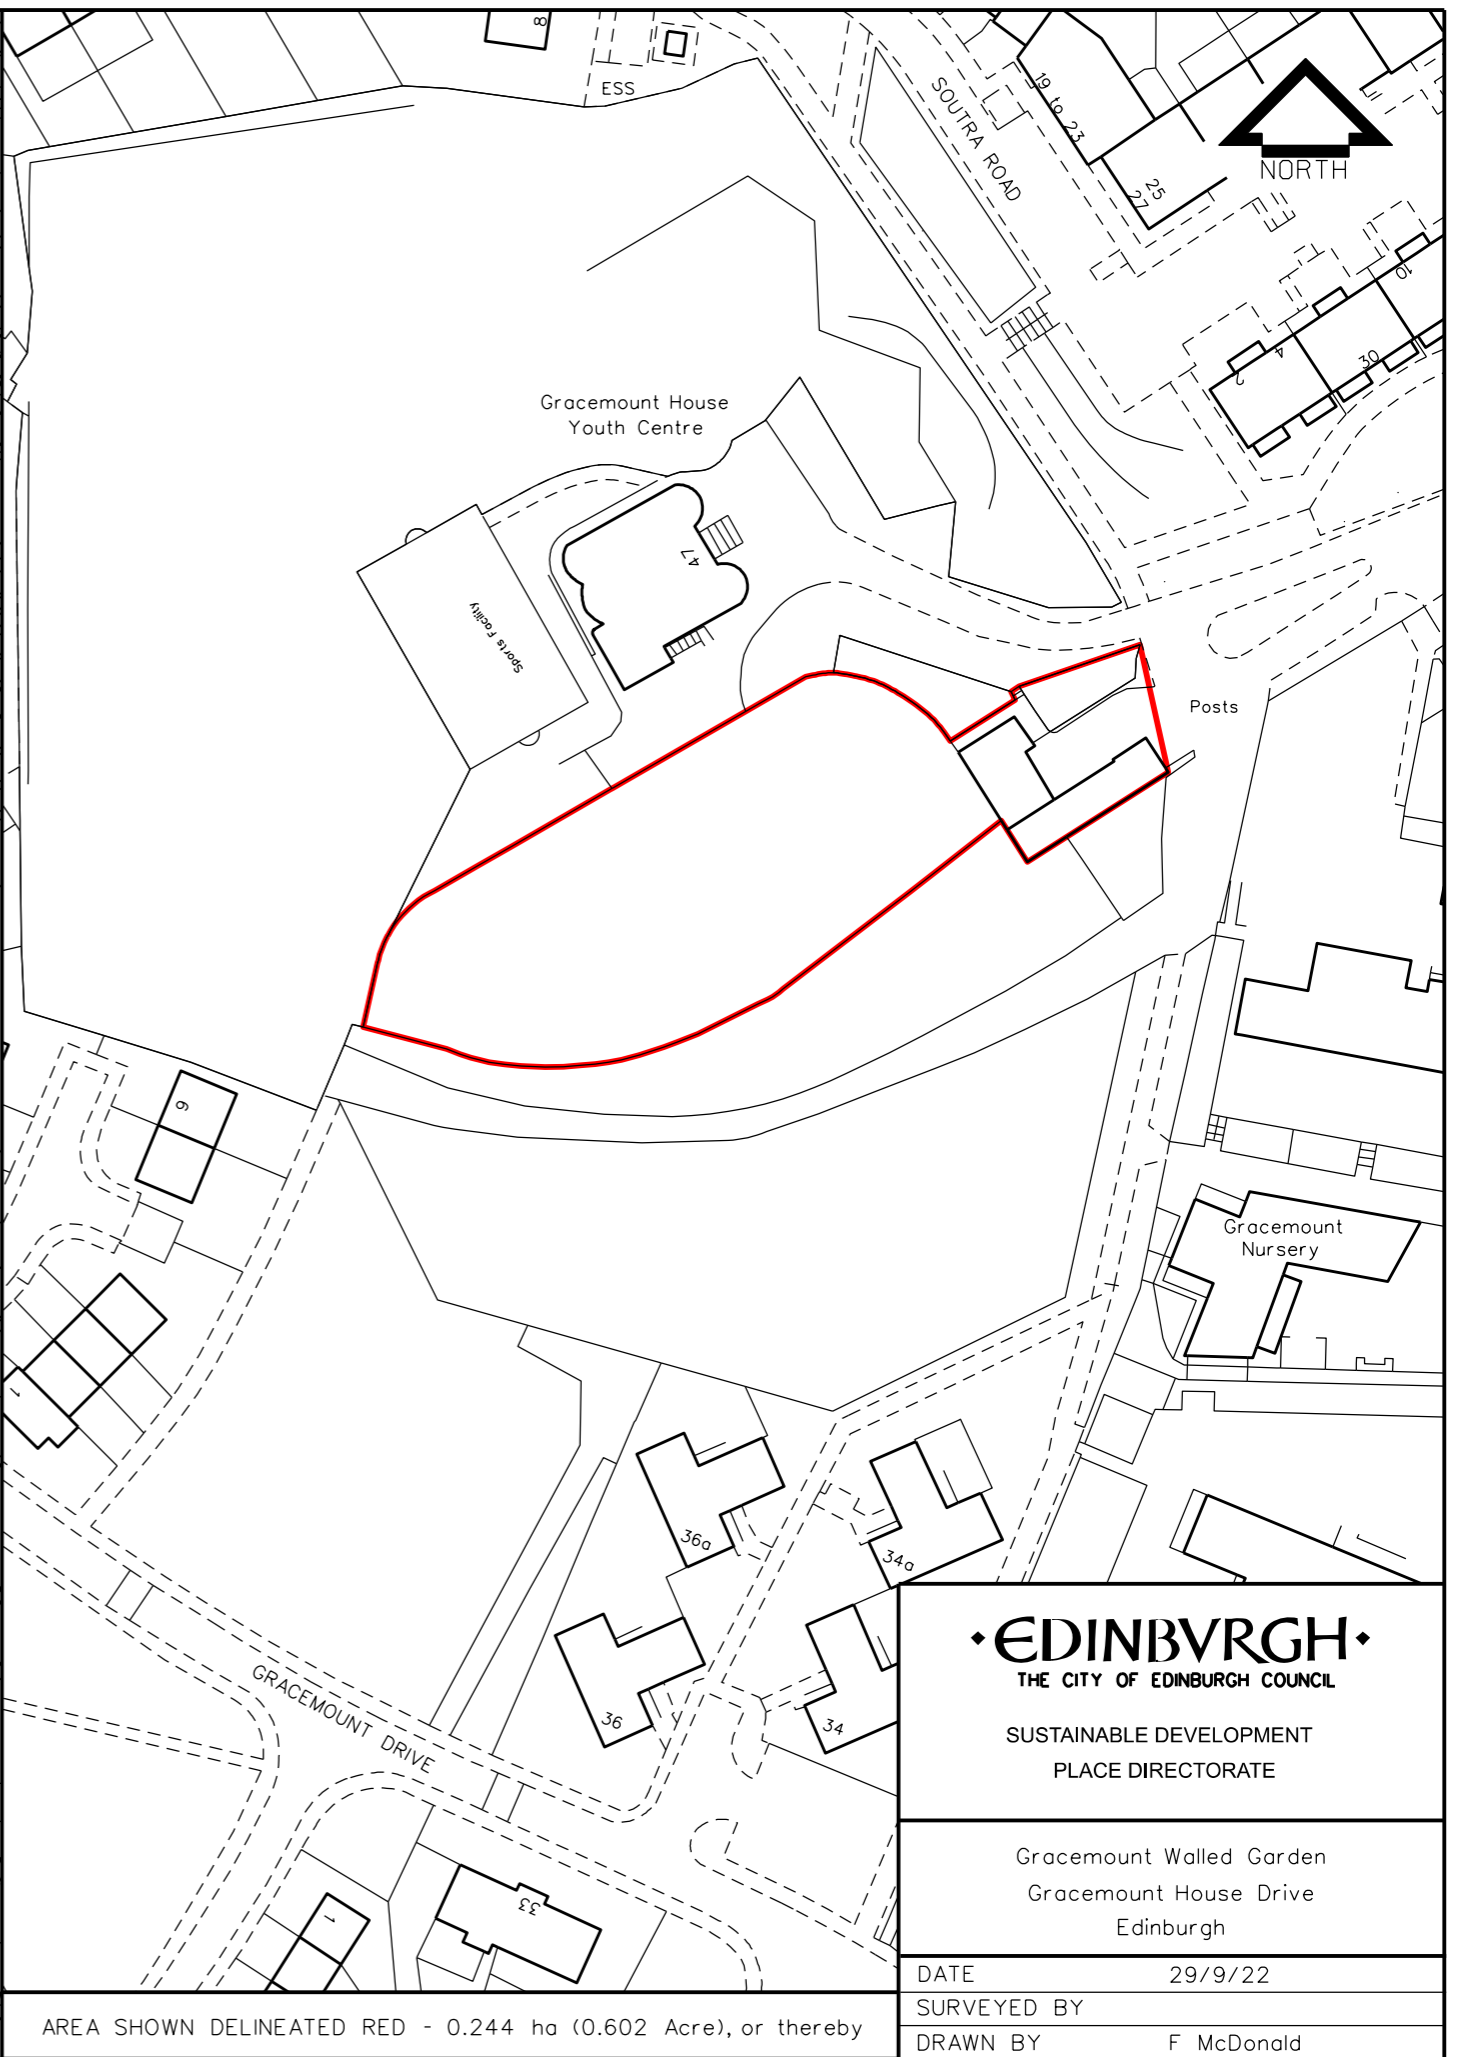 8
ESS
SOUTRA ROAD
19 to 23
25
27
NORTH
2
4
30
10
Gracemount House
Youth Centre
47
Sports Facility
Posts
9
1
Gracemount
Nursery
36a
34a
36
34
GRACEMOUNT DRIVE
33
1
·EDINBVRGH·
THE CITY OF EDINBURGH COUNCIL
SUSTAINABLE DEVELOPMENT
PLACE DIRECTORATE
Gracemount Walled Garden
Gracemount House Drive
Edinburgh
DATE 29/9/22
SURVEYED BY
DRAWN BY F McDonald
AREA SHOWN DELINEATED RED - 0.244 ha (0.602 Acre), or thereby